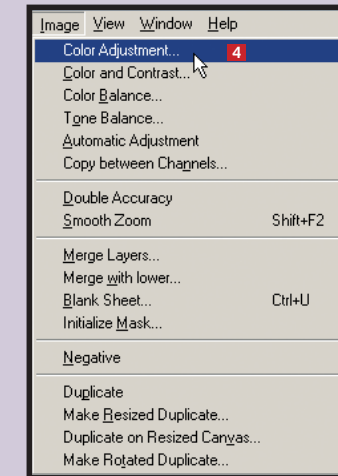 Image View Window Help
Color Adjustment... 4
Color and Contrast...
Color Balance...
Tone Balance...
Automatic Adjustment
Copy between Channels...
Double Accuracy
Smooth Zoom Shift+F2
Merge Layers...
Merge with lower...
Blank Sheet... Ctrl+U
Initialize Mask...
Negative
Duplicate
Make Resized Duplicate...
Duplicate on Resized Canvas...
Make Rotated Duplicate...